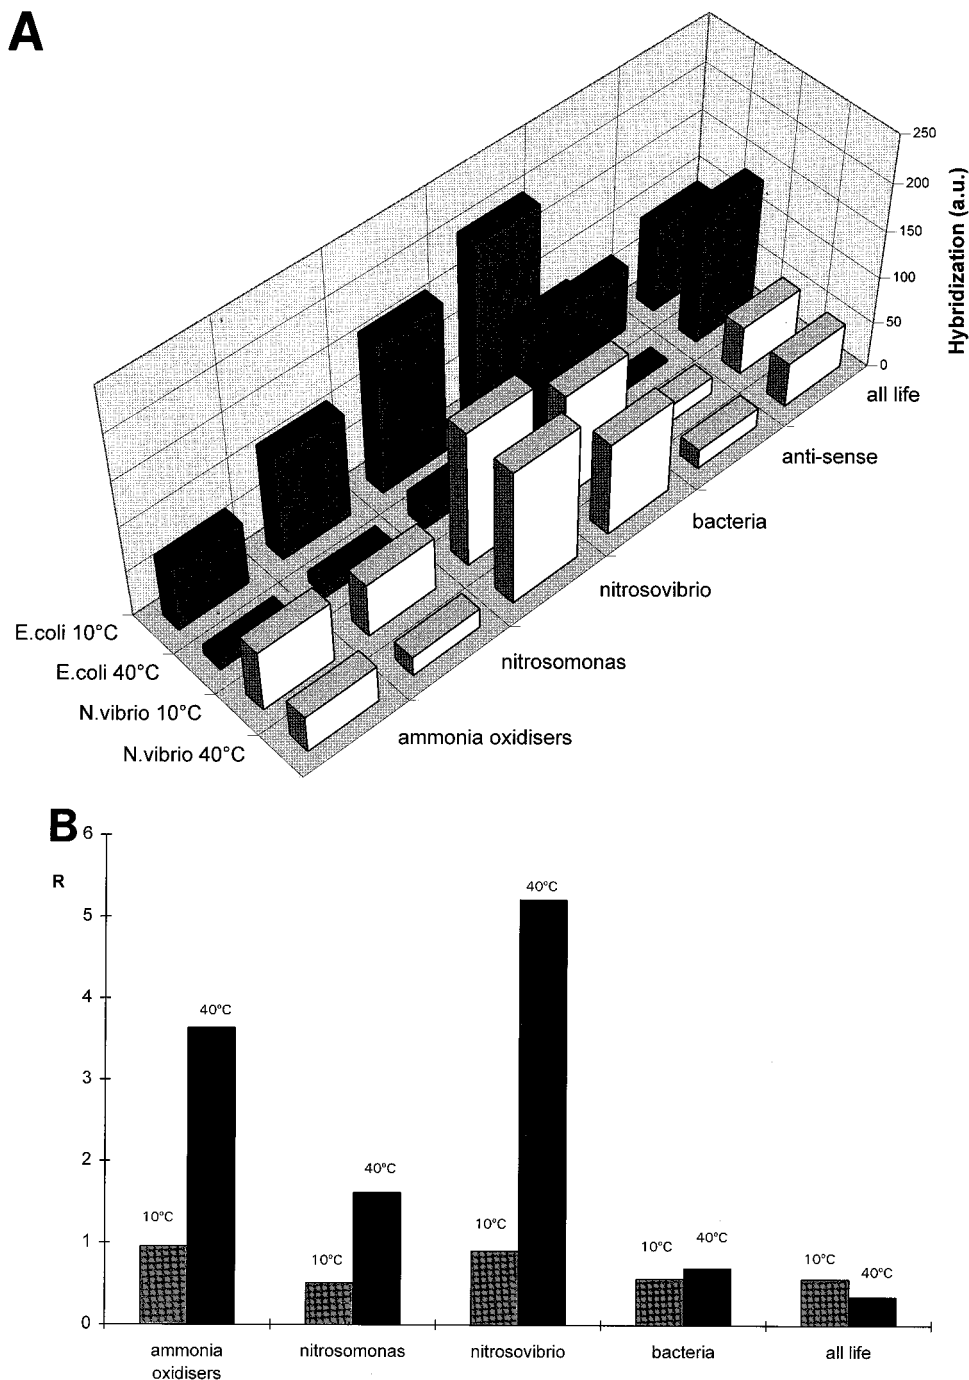 A
250
200
150
100
50
0
Hybridization (a.u.)
all life
anti-sense
bacteria
nitrosovibrio
nitrosomonas
ammonia oxidisers
E.coli 10°C
E.coli 40°C
N.vibrio 10°C
N.vibrio 40°C
B
R
6
5
4
3
2
1
0
10°C
40°C
10°C
40°C
10°C
40°C
10°C
40°C
10°C
40°C
ammonia
oxidisers
nitrosomonas
nitrosovibrio
bacteria
all life